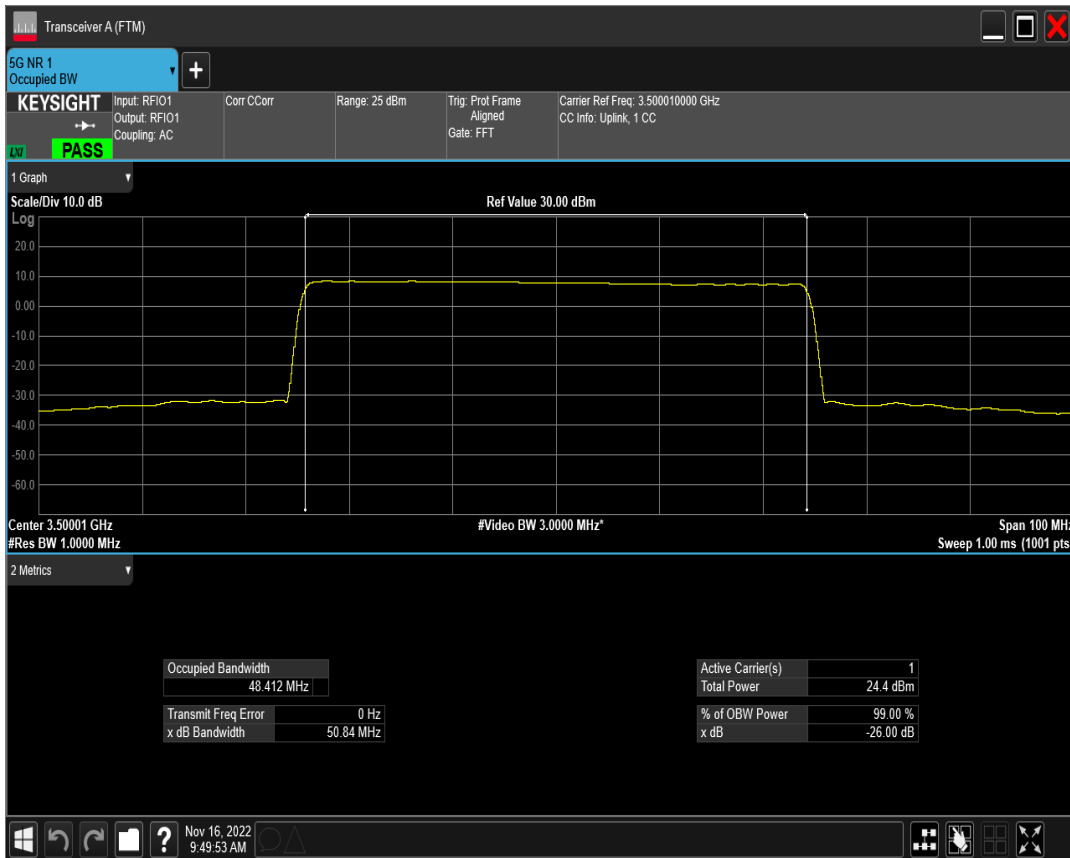 Transceiver A (FTM)
5G NR 1
Occupied BW
+
KEYSIGHT
LXI
PASS
Input: RFIO1
Output: RFIO1
Coupling: AC
Corr CCorr
Range: 25 dBm
Trig: Prot Frame
Aligned
Gate: FFT
Carrier Ref Freq: 3.500010000 GHz
CC Info: Uplink, 1 CC
1 Graph
Scale/Div 10.0 dB
Ref Value 30.00 dBm
Log
20.0
10.0
0.00
-10.0
-20.0
-30.0
-40.0
-50.0
-60.0
Center 3.50001 GHz
#Video BW 3.0000 MHz*
Span 100 MHz
#Res BW 1.0000 MHz
Sweep 1.00 ms (1001 pts
2 Metrics
Occupied Bandwidth
48.412 MHz
Transmit Freq Error 0 Hz
x dB Bandwidth 50.84 MHz
Active Carrier(s) 1
Total Power 24.4 dBm
% of OBW Power 99.00 %
x dB -26.00 dB
?
Nov 16, 2022
9:49:53 AM